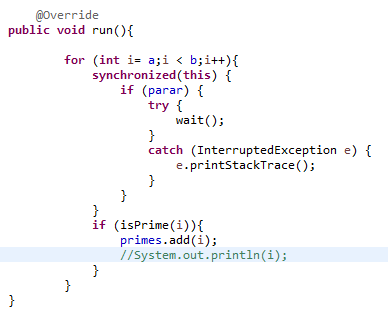 @Override
public void run(){
for (int i= a;i < b;i++){
synchronized(this) {
if (parar) {
try {
wait();
}
catch (InterruptedException e) {
e.printStackTrace();
}
}
}
if (isPrime(i)){
primes.add(i);
//System.out.println(i);
}
}
}